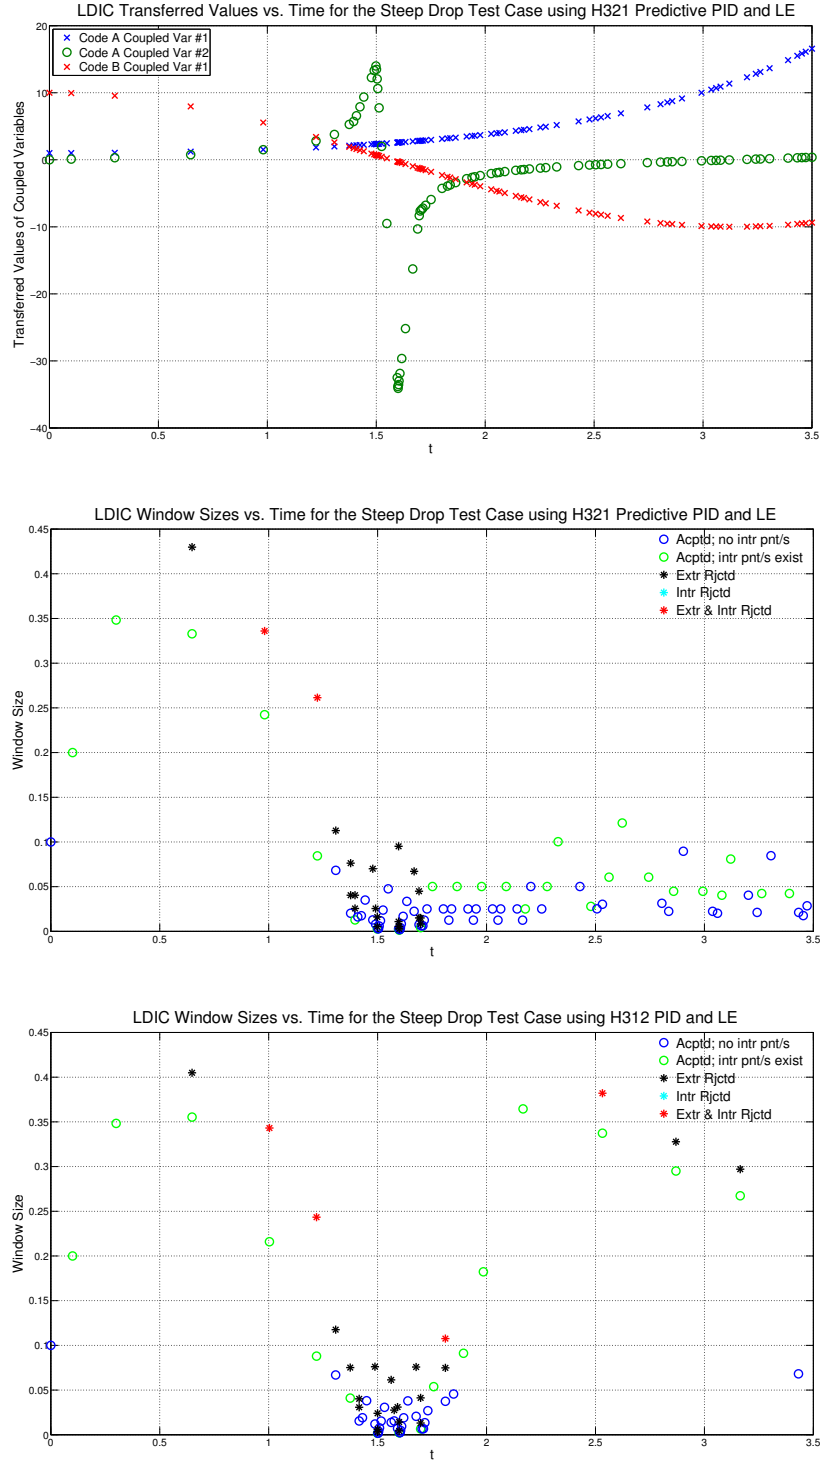 LDIC Transferred Values vs. Time for the Steep Drop Test Case using H321 Predictive PID and LE
Code A Coupled Var #1
Code A Coupled Var #2
Code B Coupled Var #1
Transferred Values of Coupled Variables
20
10
0
−10
−20
−30
−40
0 0.5 1 1.5 2 2.5 3 3.5
t
LDIC Window Sizes vs. Time for the Steep Drop Test Case using H321 Predictive PID and LE
Acptd; no intr pnt/s
Acptd; intr pnt/s exist
Extr Rjctd
Intr Rjctd
Extr & Intr Rjctd
Window Size
0.45
0.4
0.35
0.3
0.25
0.2
0.15
0.1
0.05
0
0 0.5 1 1.5 2 2.5 3 3.5
t
LDIC Window Sizes vs. Time for the Steep Drop Test Case using H312 PID and LE
Acptd; no intr pnt/s
Acptd; intr pnt/s exist
Extr Rjctd
Intr Rjctd
Extr & Intr Rjctd
Window Size
0.45
0.4
0.35
0.3
0.25
0.2
0.15
0.1
0.05
0
0 0.5 1 1.5 2 2.5 3 3.5
t